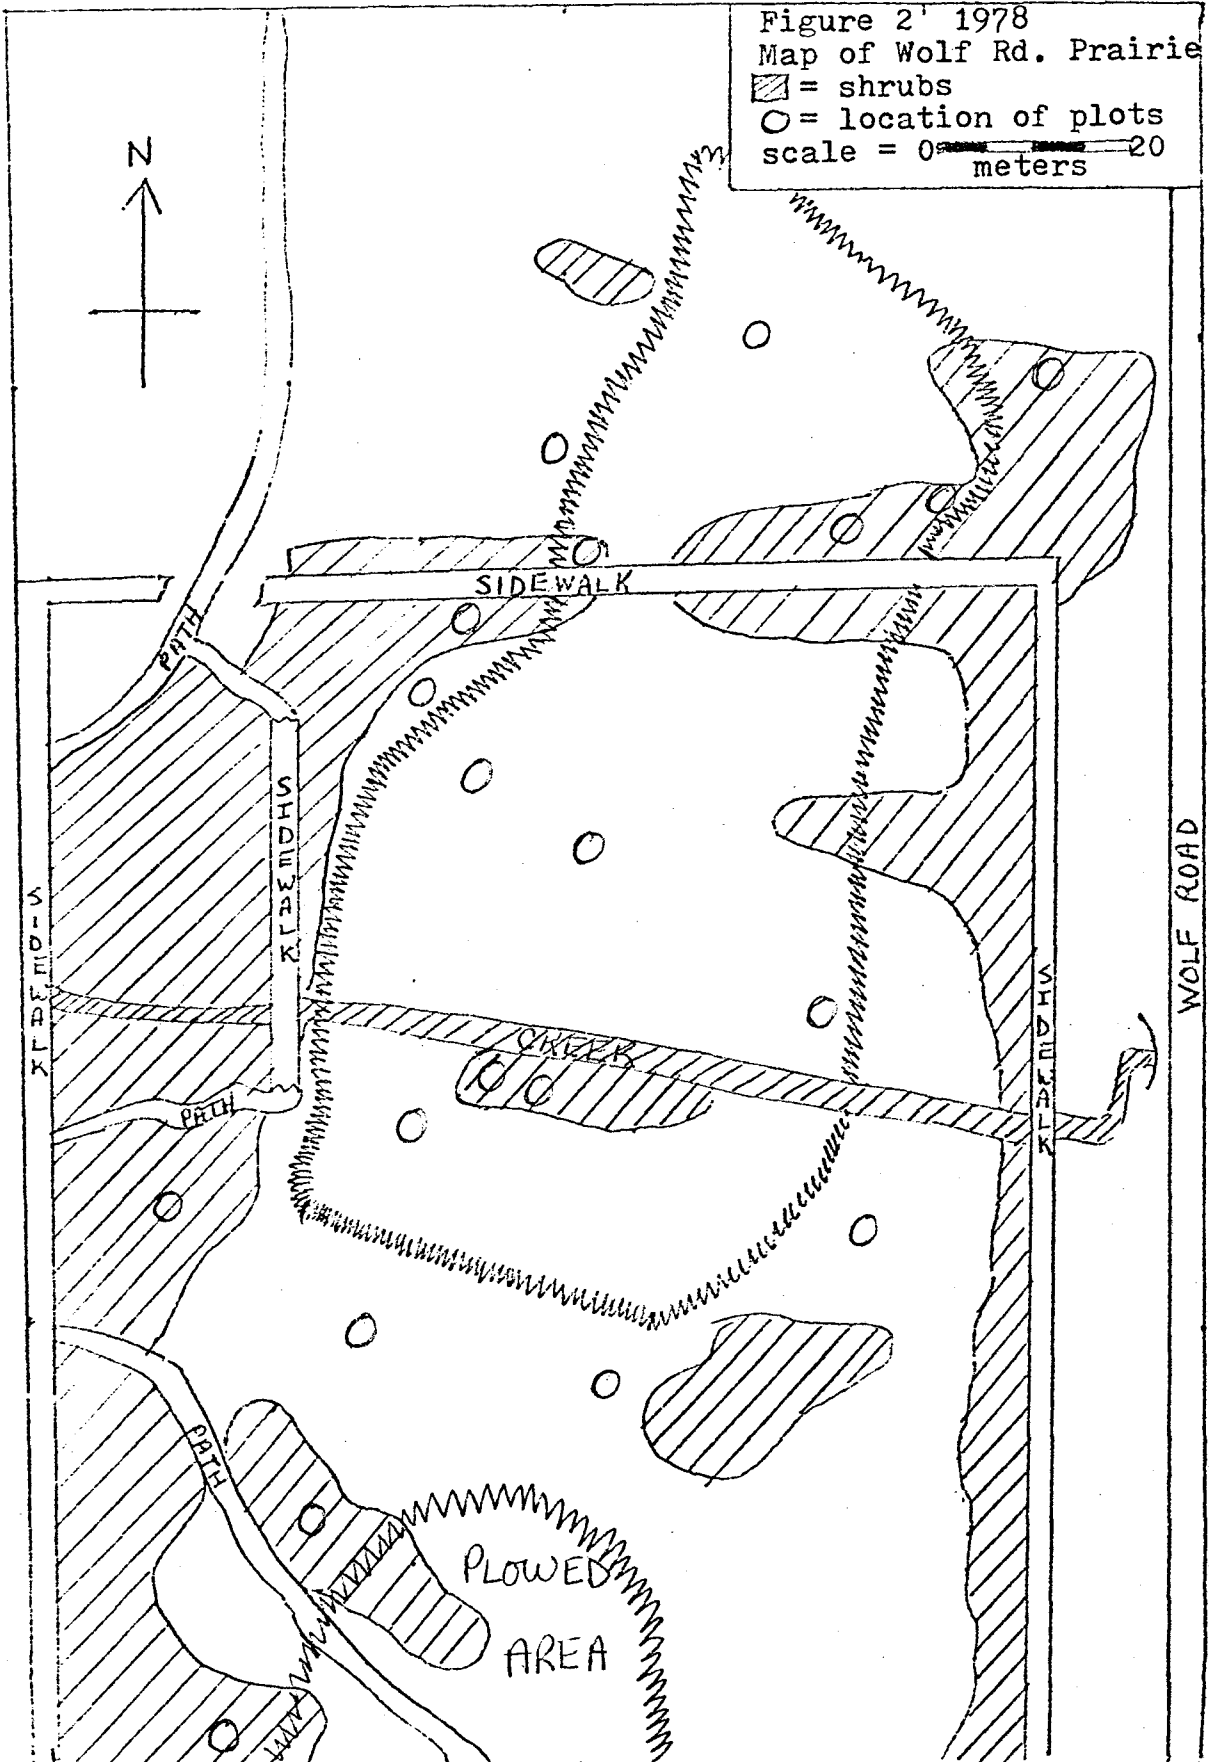 Figure 2' 1978
Map of Wolf Rd. Prairie
= shrubs
= location of plots
scale = 0 20
meters
N
SIDEWALK
PATH
SIDEWALK
WOLF ROAD
SIDEWALK
SIDEWALK
CREEK
PATH
PATH
PLOWED
AREA